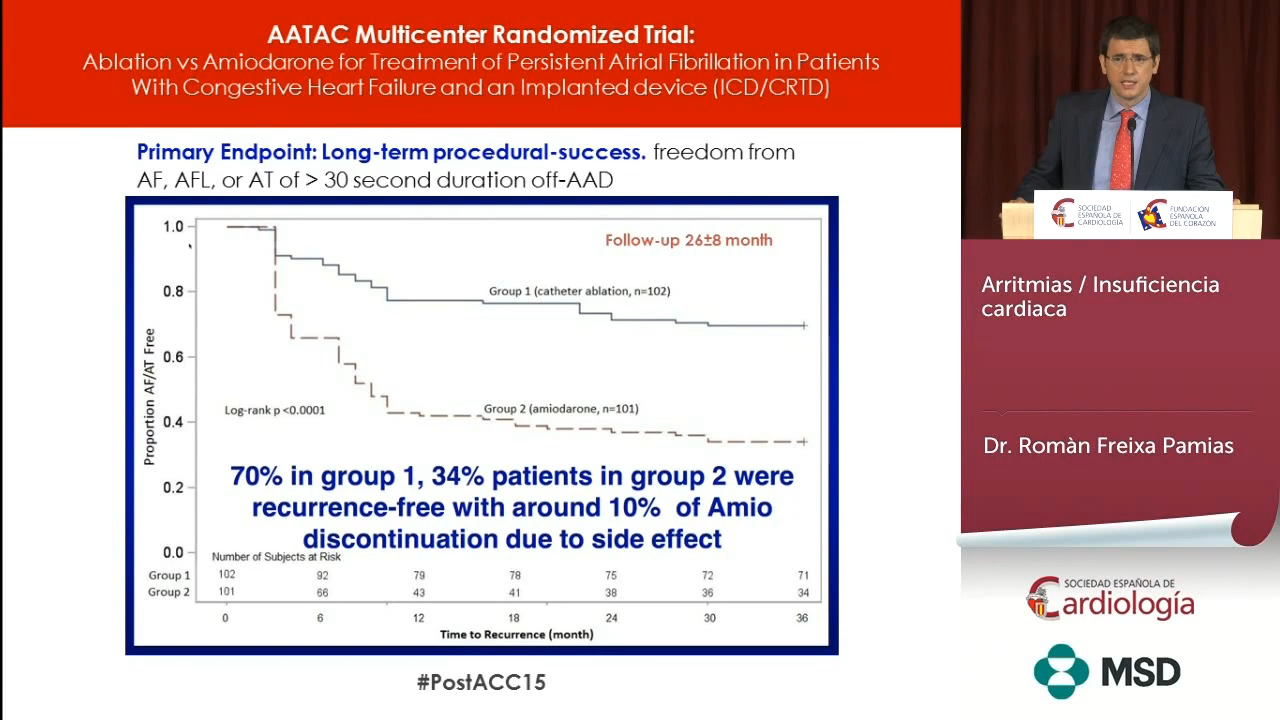 AATAC Multicenter Randomized Trial:
Ablation vs Amiodarone for Treatment of Persistent Atrial Fibrillation in Patients
With Congestive Heart Failure and an Implanted device (ICD/CRTD)
Primary Endpoint: Long-term procedural-success. freedom from
AF, AFL, or AT of > 30 second duration off-AAD
Follow-up 26±8 month
Proportion AF/AT Free
1.0
0.8
0.6
0.4
0.2
0.0
Group 1 (catheter ablation, n=102)
Log-rank p <0.0001
Group 2 (amiodarone, n=101)
70% in group 1, 34% patients in group 2 were
recurrence-free with around 10% of Amio
discontinuation due to side effect
Number of Subjects at Risk
Group 1 102 92 79 78 75 72 71
Group 2 101 66 43 41 38 36 34
0 6 12 18 24 30 36
Time to Recurrence (month)
#PostACC15
SOCIEDAD
ESPAÑOLA DE
CARDIOLOGÍA
FUNDACIÓN
ESPAÑOLA
DEL CORAZÓN
Arritmias / Insuficiencia
cardiaca
Dr. Romàn Freixa Pamias
SOCIEDAD ESPAÑOLA DE
Cardiología
MSD